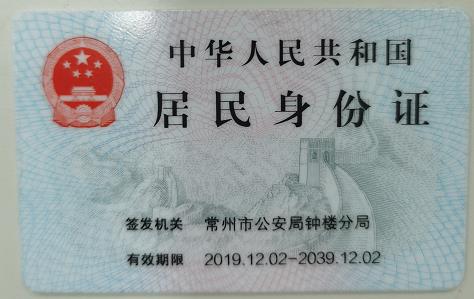 中华人民共和国
居民身份证
签发机关 常州市公安局钟楼分局
有效期限 2019.12.02-2039.12.02